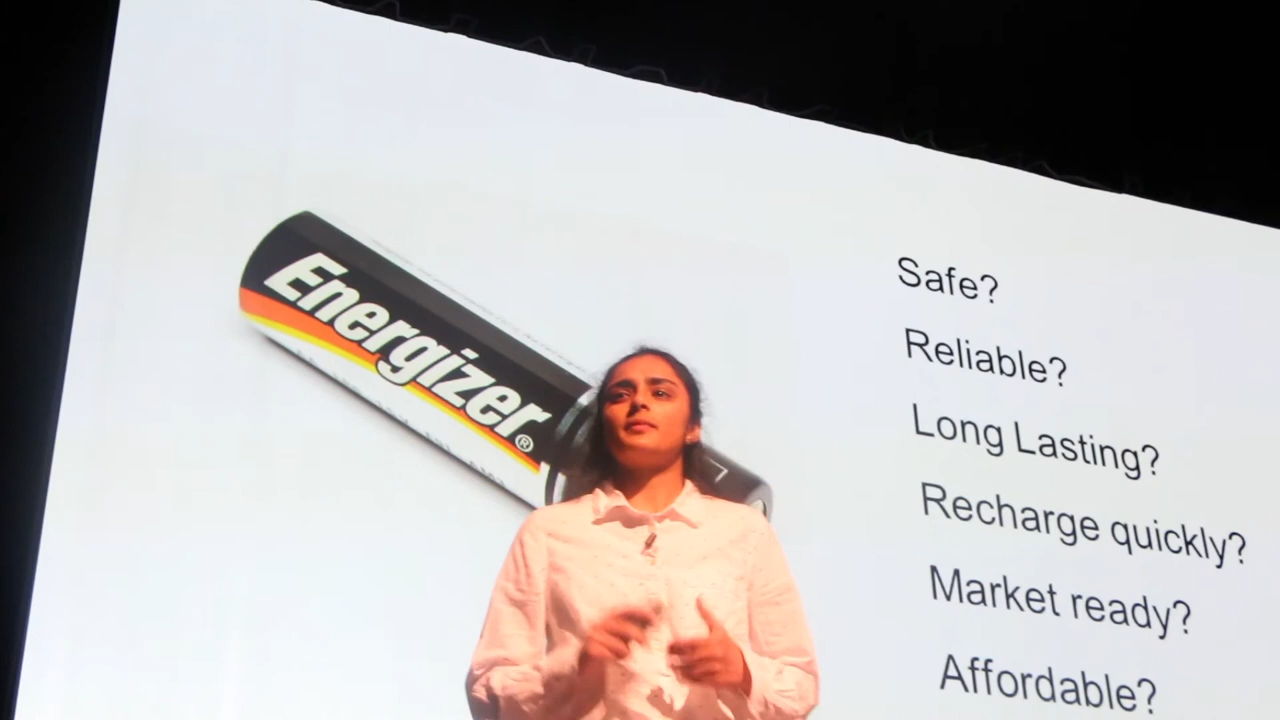 Energizer®
Safe?
Reliable?
Long Lasting?
Recharge quickly?
Market ready?
Affordable?